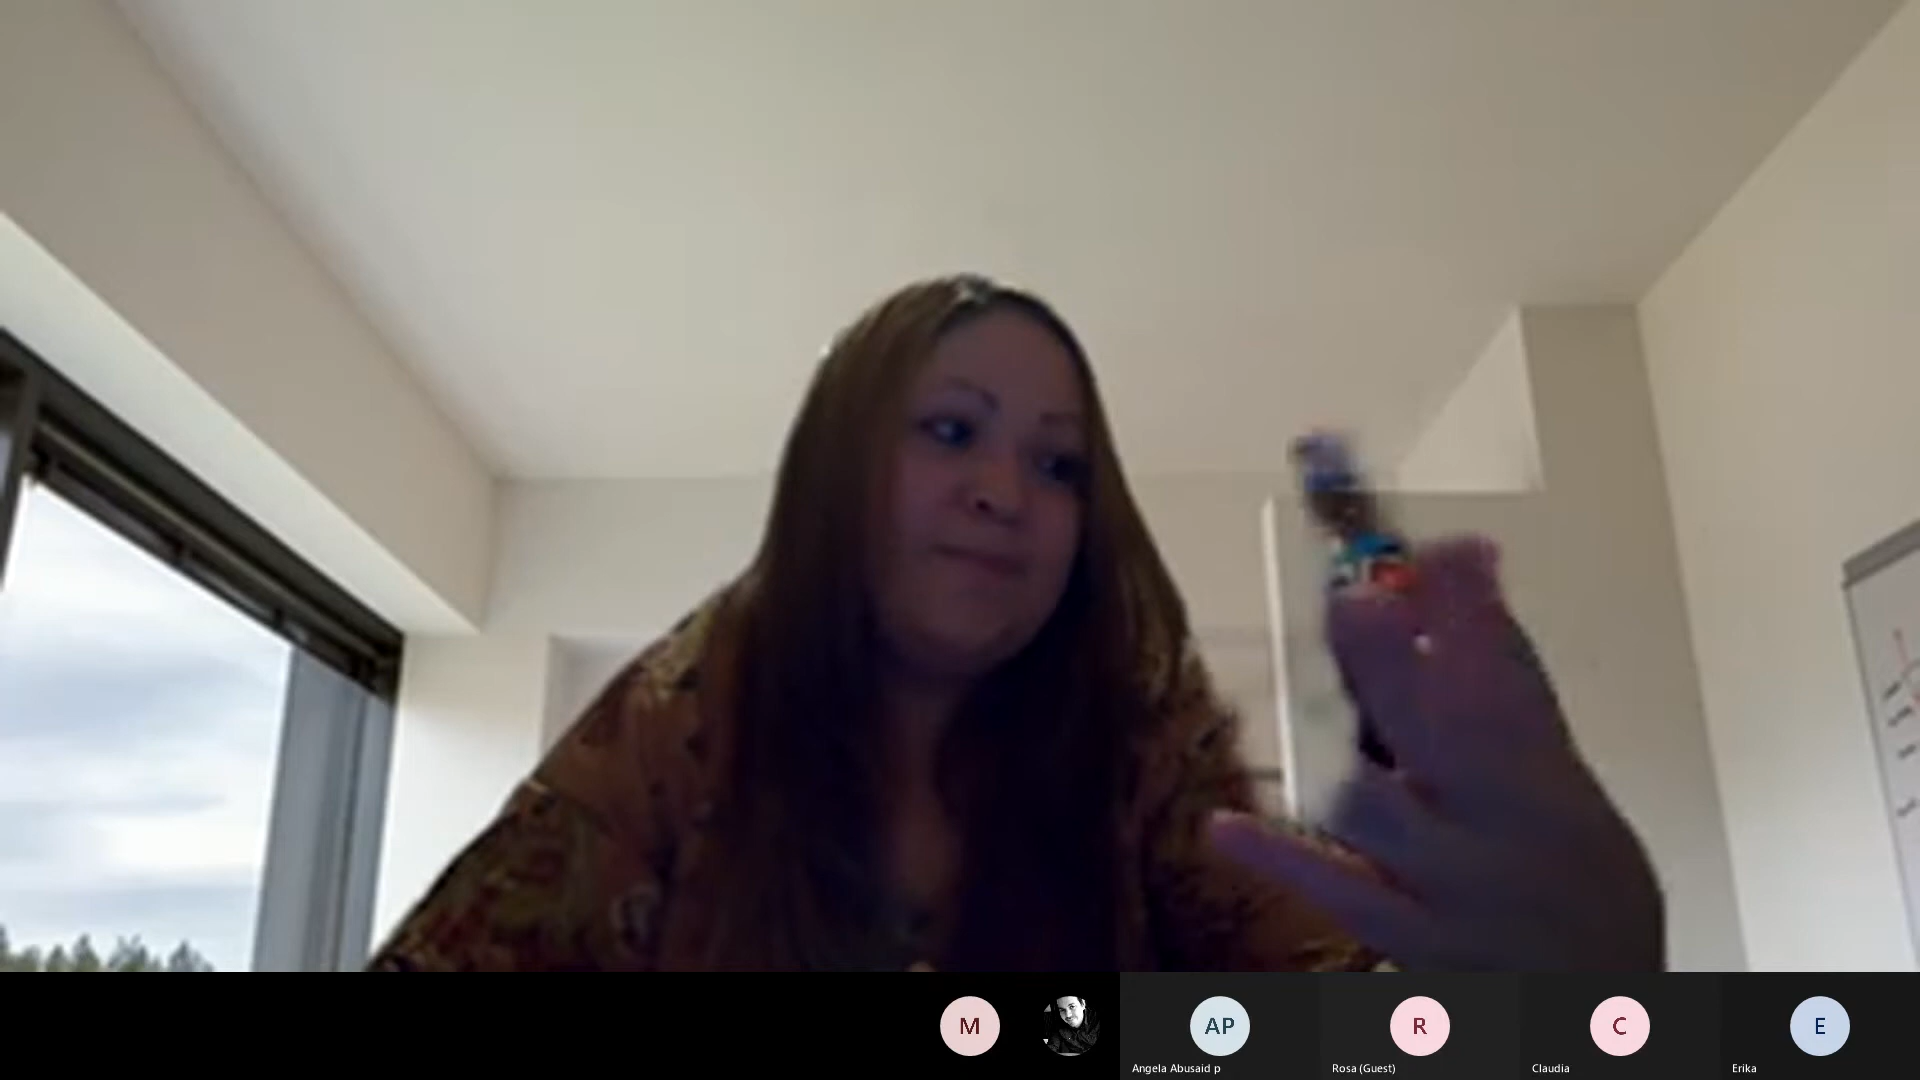 M
AP
R
C
E
Angela Abusaid p
Rosa (Guest)
Claudia
Erika